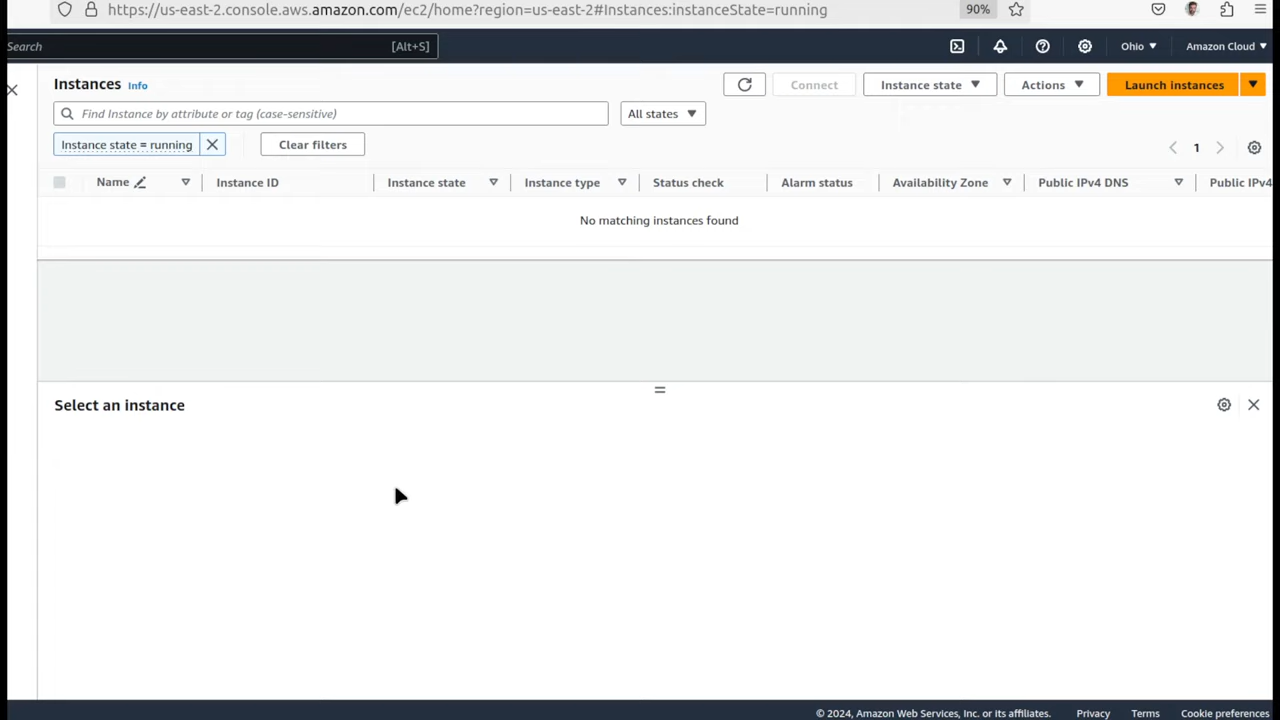 https://us-east-2.console.aws.amazon.com/ec2/home?region=us-east-2#Instances:instanceState=running
90%
Search
[Alt+S]
Ohio
Amazon Cloud
Instances Info
Connect
Instance state
Actions
Launch instances
Find Instance by attribute or tag (case-sensitive)
All states
Instance state = running
Clear filters
1
Name Instance ID Instance state Instance type Status check Alarm status Availability Zone Public IPv4 DNS Public IPv4
No matching instances found
Select an instance
© 2024, Amazon Web Services, Inc. or its affiliates. Privacy Terms Cookie preferences